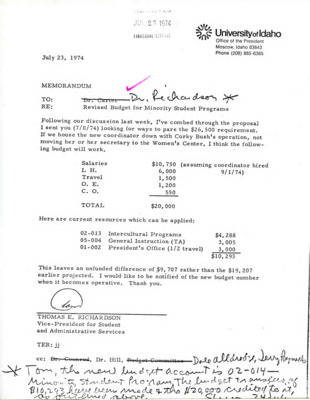 JUL 23 1974
University of Idaho
Office of the President
Moscow, Idaho 83843
Phone (208) 885-6365
July 23, 1974
MEMORANDUM
TO: Dr. Carter Dr. Richardson *
RE: Revised Budget for Minority Student Programs
Following our discussion last week, I've combed through the proposal
I sent you (7/8/74) looking for ways to pare the $26,500 requirement.
If we house the new coordinator down with Corky Bush's operation, not
moving her or her secretary to the Women's Center, I think the follow-
ing budget will work,
Salaries $10,750 (assuming coordinator hired
I. H. 6,000 9/1/74)
Travel 1,500
O. E. 1,200
C. O. 550
TOTAL $20,000
Here are current resources which can be applied:
02-013 Intercultural Programs $4,288
05-004 General Instruction (TA) 3,005
01-002 President's Office (1/2 travel) 3,000
$10,293
This leaves an unfunded difference of $9,707 rather than the $19,207
earlier projected. I would like to be notified of the new budget number
when it becomes operative. Thank you.
THOMAS E. RICHARDSON
Vice-President for Student
and Administrative Services
TER: jj
cc: Dr. Coonrod, Dr. Hill, Budget Committee Dale Alldredge, Jerry Reynolds
* Tom, the new budget account is 02-014-
Minority Student Program. The budget transfers of
$10,293 have been made & the $20,000 credited to it,
as outlined above.